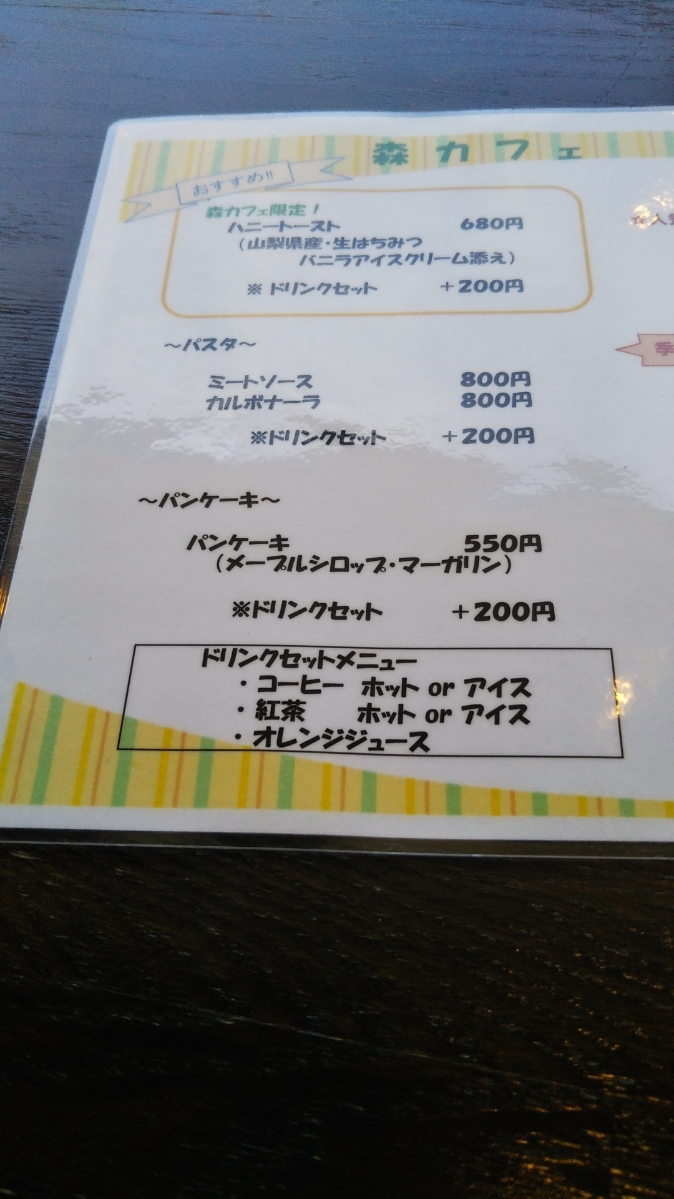 森カフェ
おすすめ!!
森カフェ限定!
ハニートースト 680円
(山梨県産・生はちみつ
バニラアイスクリーム添え)
※ ドリンクセット +200円
～パスタ～
ミートソース 800円
カルボナーラ 800円
※ドリンクセット +200円
～パンケーキ～
パンケーキ 550円
(メープルシロップ・マーガリン)
※ドリンクセット +200円
ドリンクセットメニュー
・コーヒー ホット or アイス
・紅茶 ホット or アイス
・オレンジジュース
季